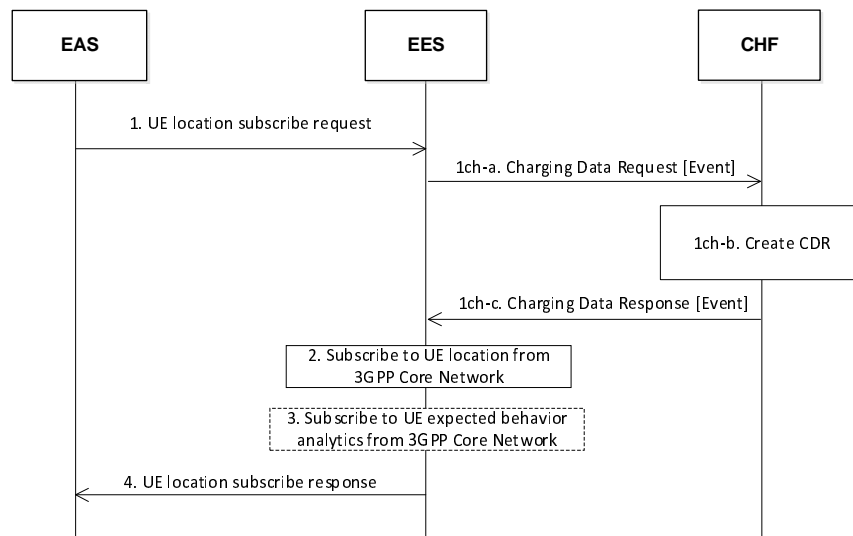 EAS
EES
CHF
1. UE location subscribe request
1ch-a. Charging Data Request [Event]
1ch-b. Create CDR
1ch-c. Charging Data Response [Event]
2. Subscribe to UE location from
3GPP Core Network
3. Subscribe to UE expected behavior
analytics from 3GPP Core Network
4. UE location subscribe response